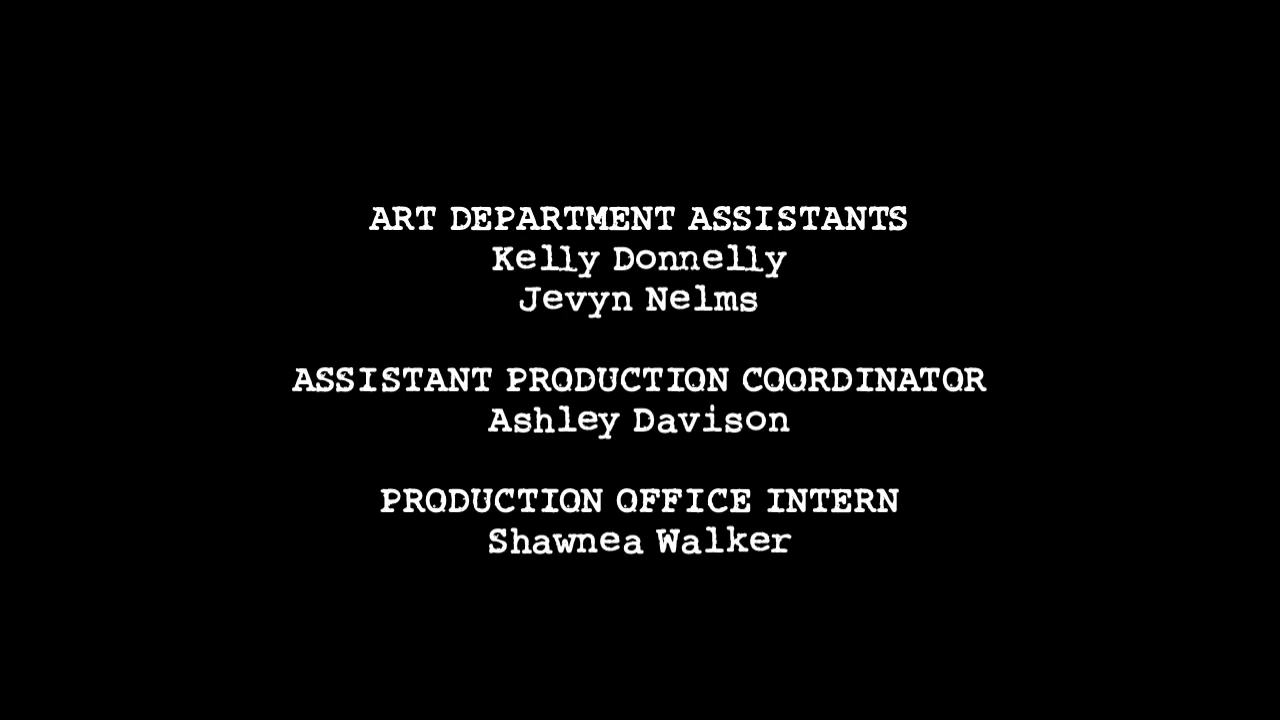 ART DEPARTMENT ASSISTANTS
Kelly Donnelly
Jevyn Nelms
ASSISTANT PRODUCTION COORDINATOR
Ashley Davison
PRODUCTION OFFICE INTERN
Shawnea Walker